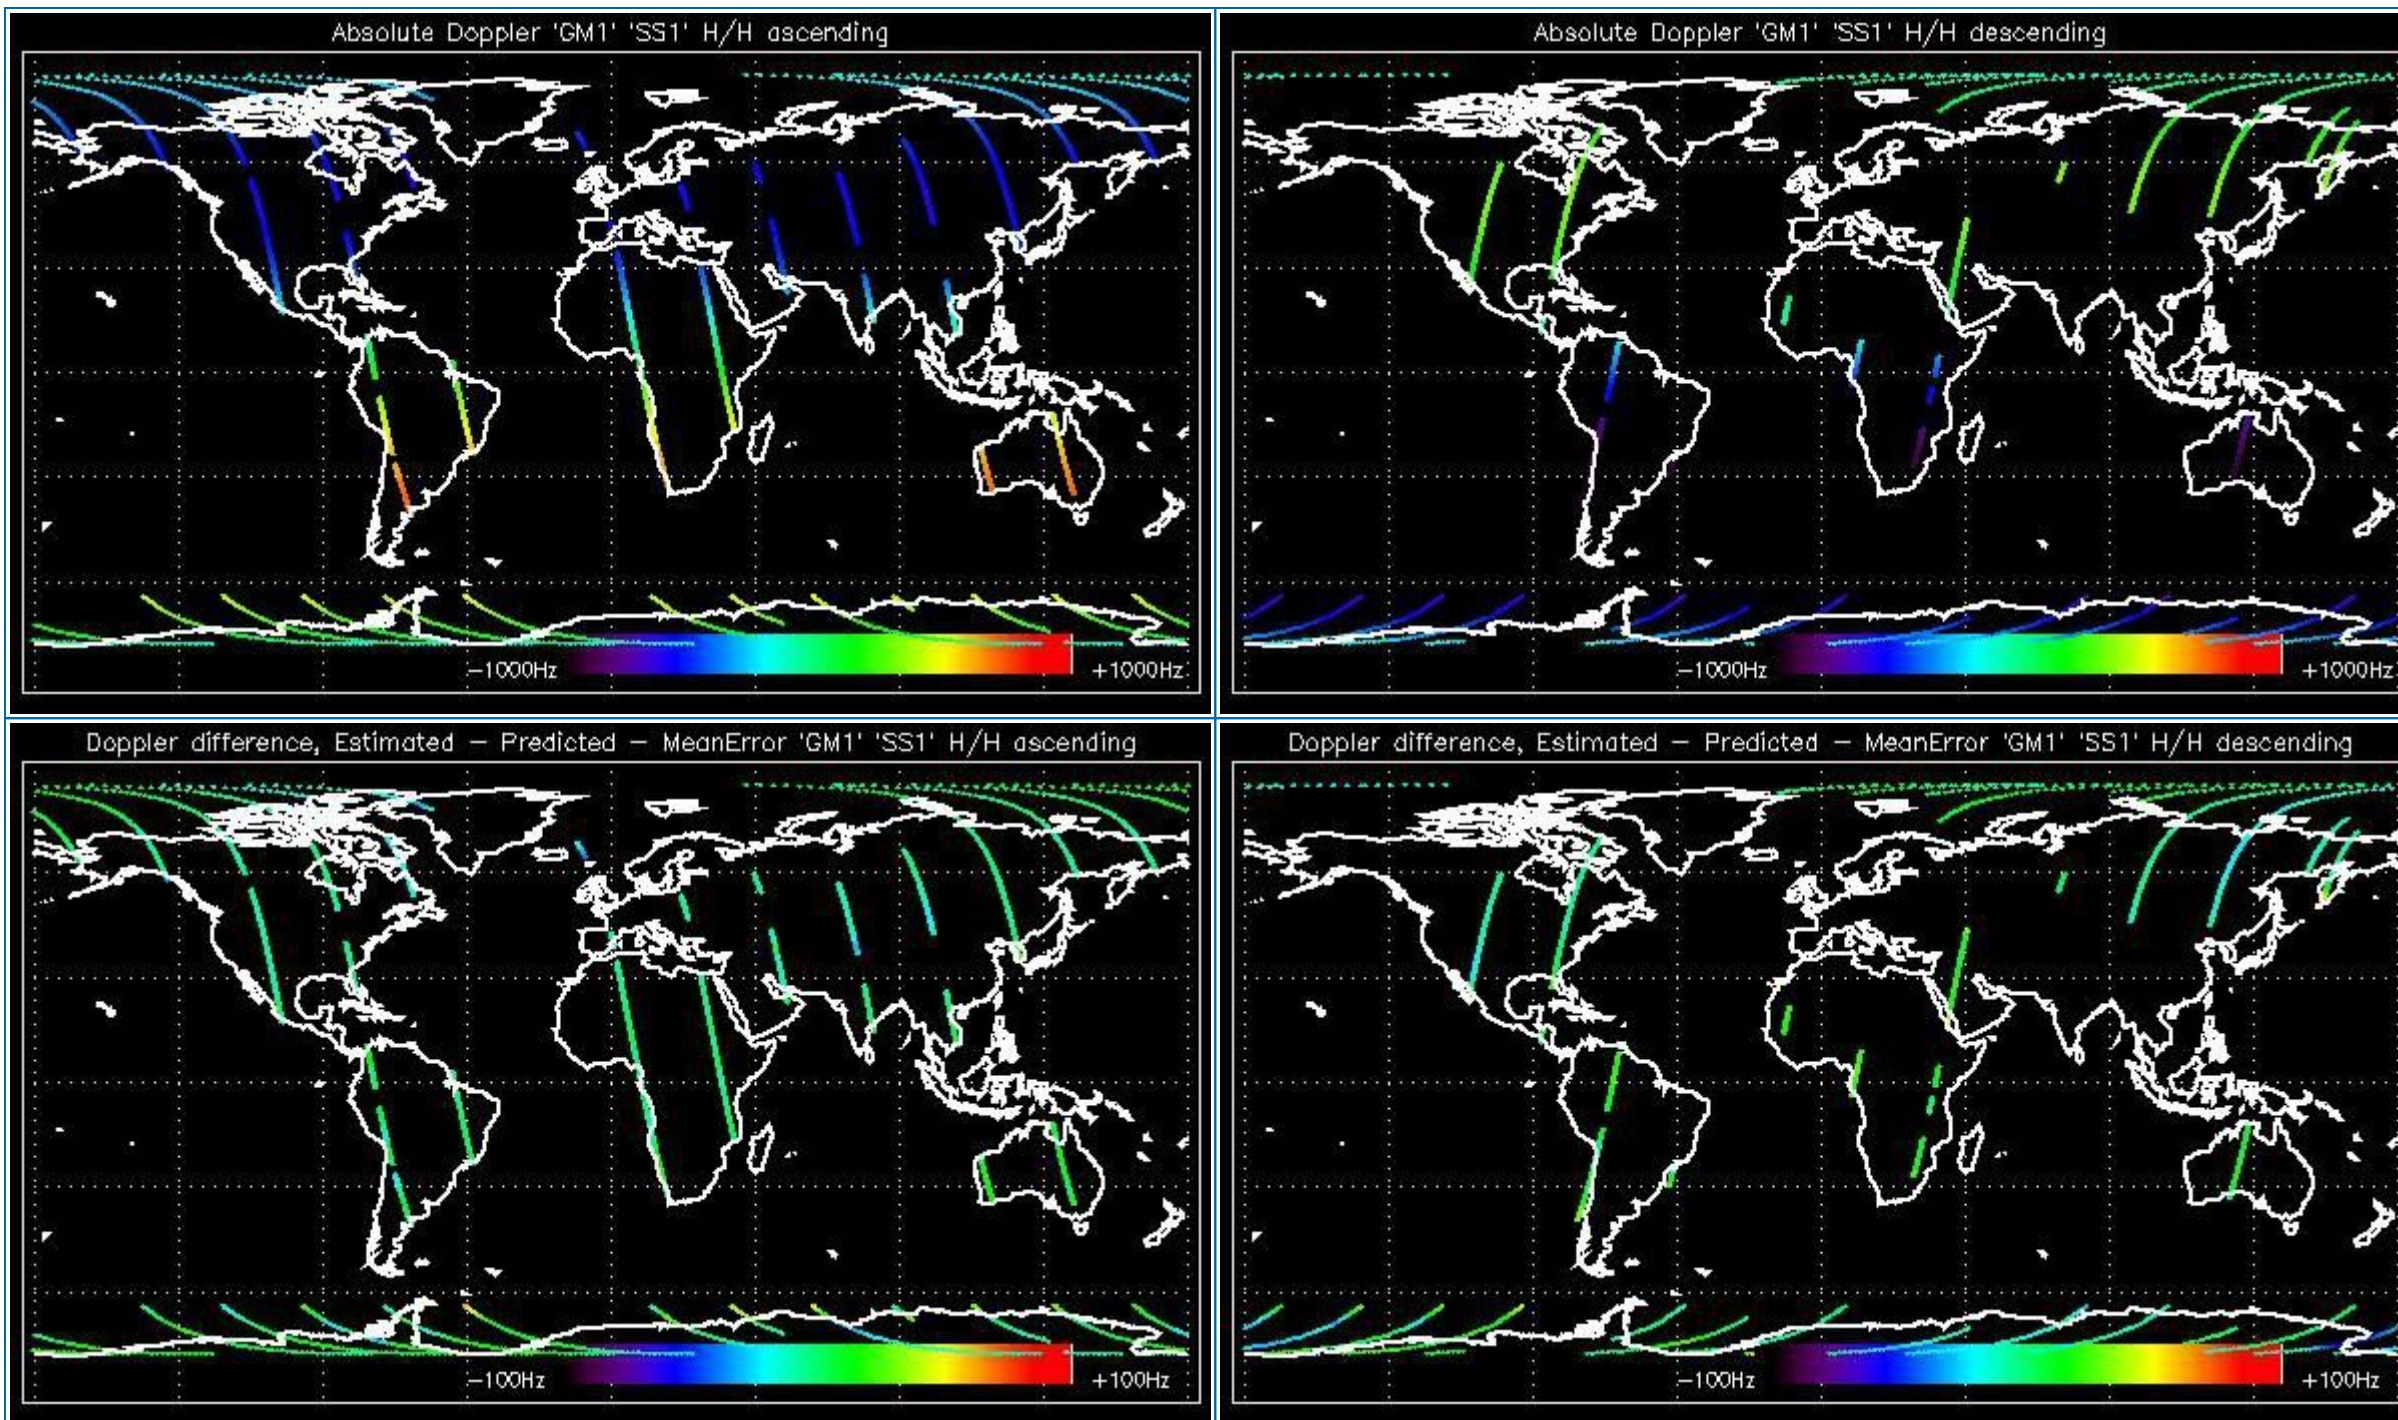 Absolute Doppler 'GM1' 'SS1' H/H ascending
−1000Hz
+1000Hz
Absolute Doppler 'GM1' 'SS1' H/H descending
−1000Hz
+1000Hz
Doppler difference, Estimated − Predicted − MeanError 'GM1' 'SS1' H/H ascending
−100Hz
+100Hz
Doppler difference, Estimated − Predicted − MeanError 'GM1' 'SS1' H/H descending
−100Hz
+100Hz